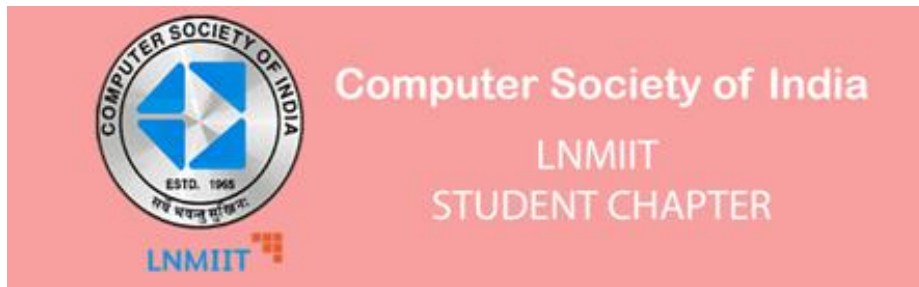 COMPUTER SOCIETY OF INDIA
ESTD. 1965
सर्वे भवन्तु सुखिनः
LNMIIT
Computer Society of India
LNMIIT
STUDENT CHAPTER